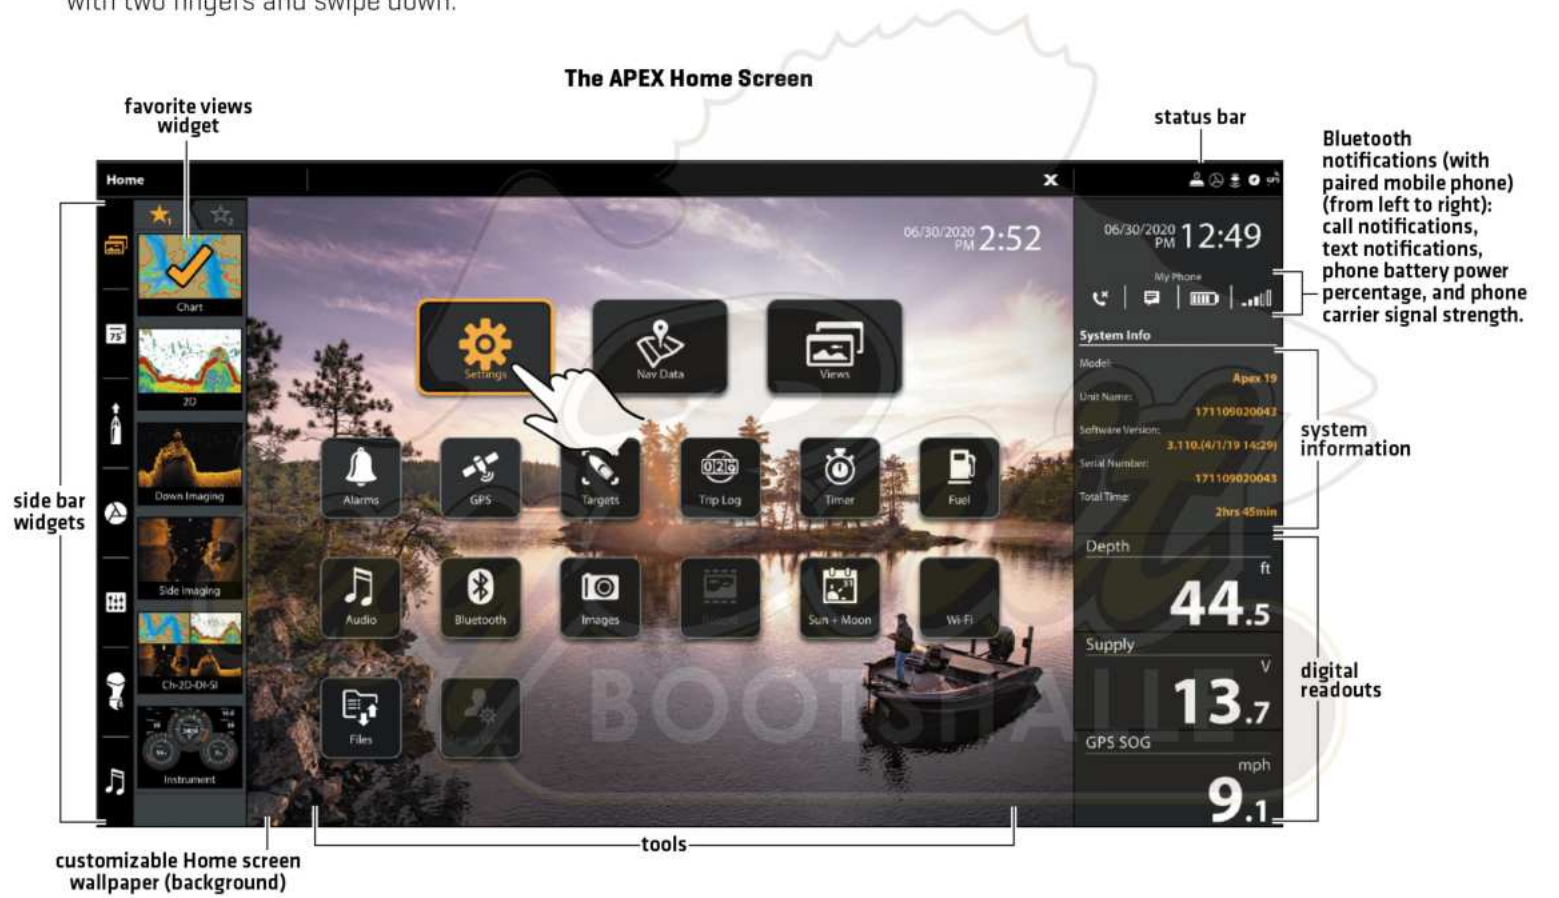 with two fingers and swipe down.
The APEX Home Screen
favorite views
widget
status bar
Bluetooth
notifications (with
paired mobile phone)
(from left to right):
call notifications,
text notifications,
phone battery power
percentage, and phone
carrier signal strength.
Home
X
1
2
06/30/2020
PM 2:52
06/30/2020
PM 12:49
My Phone
Chart
75°
2D
Down Imaging
Side Imaging
Ch-2D-DI-SI
Instrument
Settings
Nav Data
Views
Alarms
GPS
Targets
Trip Log
Timer
Fuel
Audio
Bluetooth
Images
Sun + Moon
31
Wi-Fi
Files
System Info
Model:
Apex 19
Unit Name:
171109020043
Software Version:
3.110.(4/1/19 14:29)
Serial Number:
171109020043
Total Time:
2hrs 45min
Depth
ft
44.5
Supply
V
13.7
GPS SOG
mph
9.1
side bar
widgets
system
information
digital
readouts
tools
customizable Home screen
wallpaper (background)
BOOTSHALLE